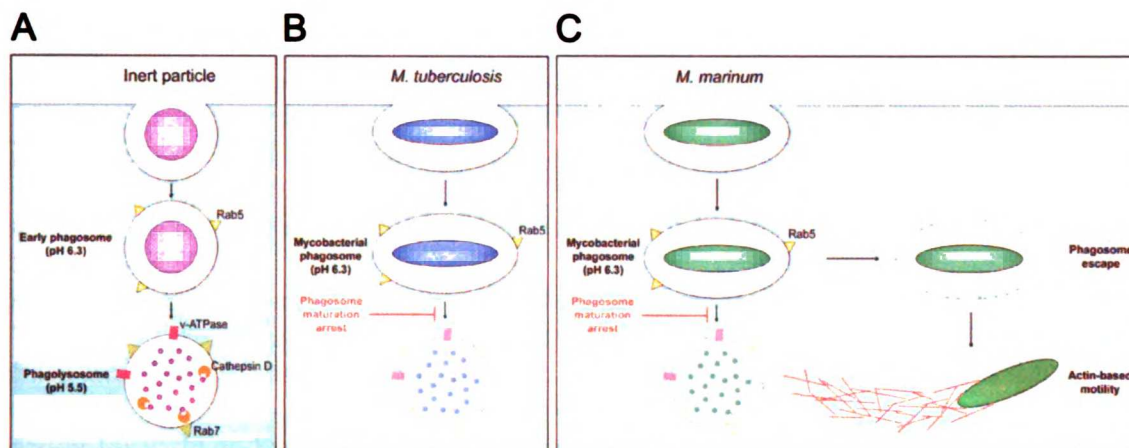 A
Inert particle
Rab5
Early phagosome
(pH 6.3)
v-ATPase
Cathepsin D
Phagolysosome
(pH 5.5)
Rab7
B
M. tuberculosis
Rab5
Mycobacterial
phagosome
(pH 6.3)
Phagosome
maturation
arrest
C
M. marinum
Rab5
Mycobacterial
phagosome
(pH 6.3)
Phagosome
escape
Phagosome
maturation
arrest
Actin-based
motility